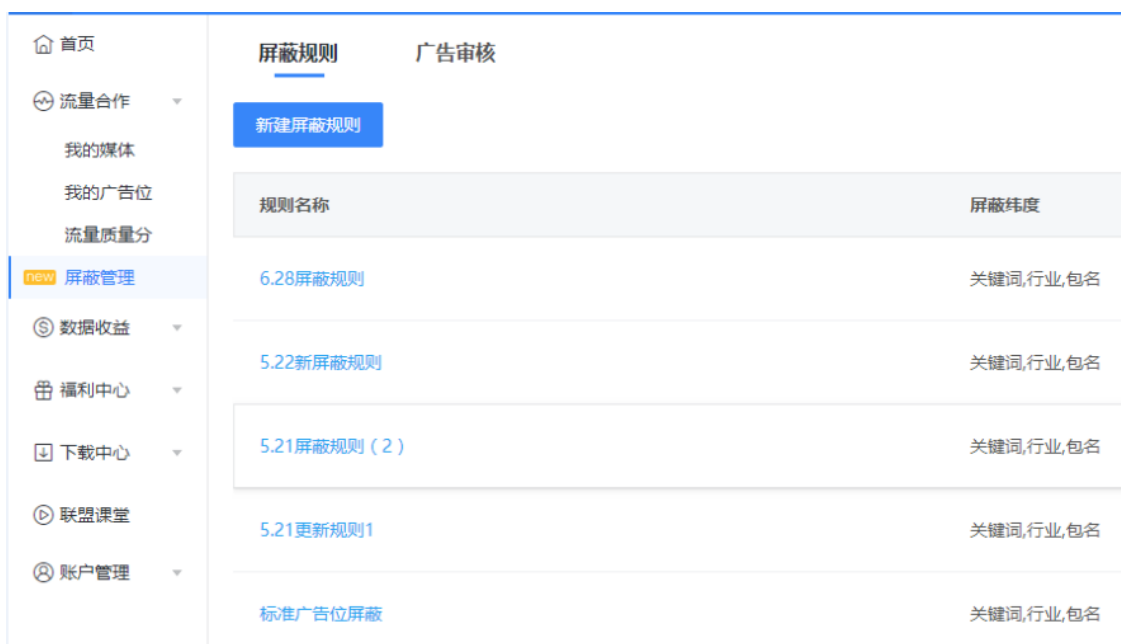 首页
流量合作
我的媒体
我的广告位
流量质量分
new 屏蔽管理
数据收益
福利中心
下载中心
联盟课堂
账户管理
屏蔽规则 广告审核
新建屏蔽规则
规则名称 屏蔽纬度
6.28屏蔽规则 关键词,行业,包名
5.22新屏蔽规则 关键词,行业,包名
5.21屏蔽规则（2） 关键词,行业,包名
5.21更新规则1 关键词,行业,包名
标准广告位屏蔽 关键词,行业,包名